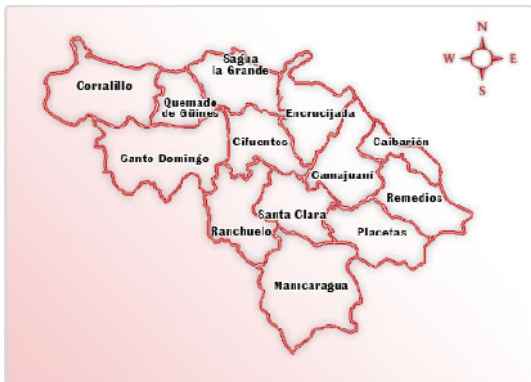 N
W E
S
Sagua
la Grande
Corralillo
Quemado
de Güines
Encrucijada
Cifuentes
Caibarién
Santo Domingo
Camajuaní
Remedios
Santa Clara
Ranchuelo
Placetas
Manicaragua